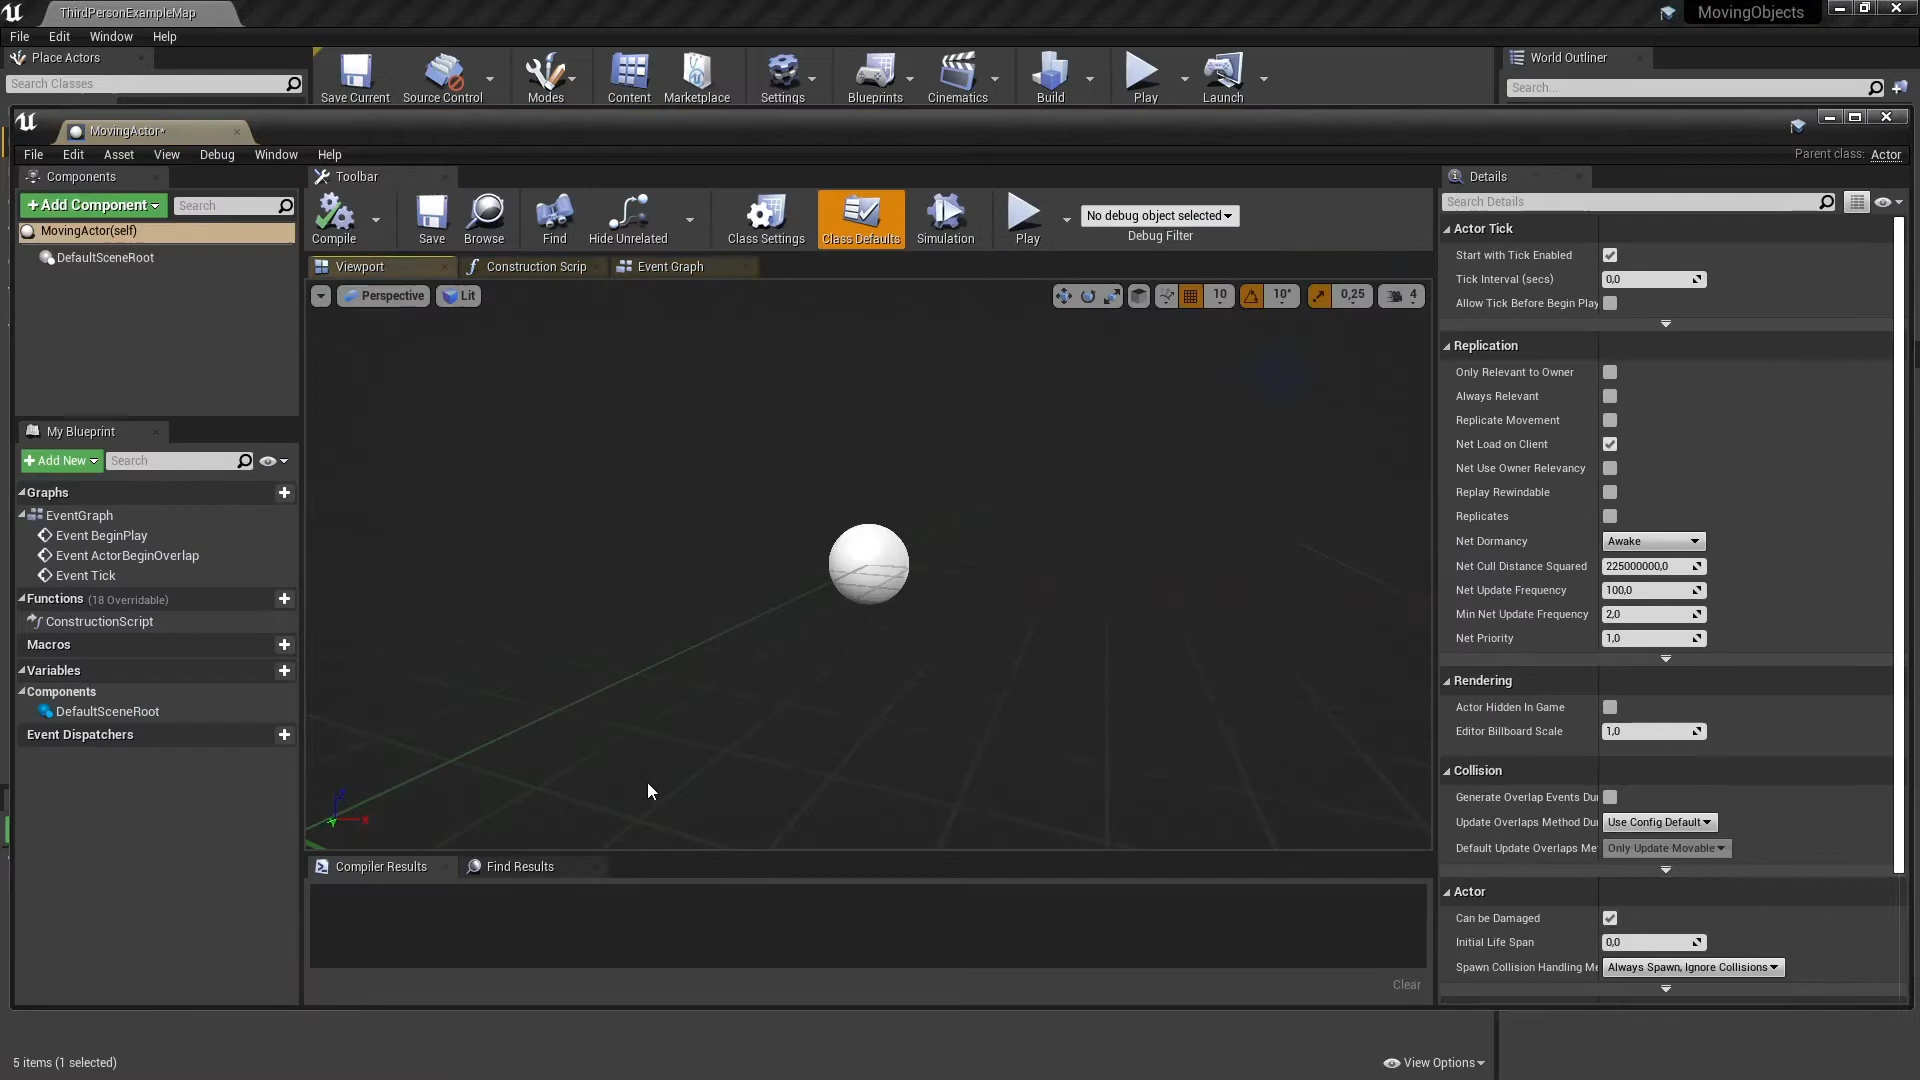 ThirdPersonExampleMap
MovingObjects
File Edit Window Help
Place Actors
Search Classes
Save Current
Source Control
Modes
Content
Marketplace
Settings
Blueprints
Cinematics
Build
Play
Launch
World Outliner
Search...
MovingActor*
File Edit Asset View Debug Window Help
Parent class: Actor
Components
+Add Component
Search
MovingActor(self)
DefaultSceneRoot
Toolbar
Compile
Save
Browse
Find
Hide Unrelated
Class Settings
Class Defaults
Simulation
Play
No debug object selected
Debug Filter
Viewport
Construction Scrip
Event Graph
Perspective
Lit
10
10°
0,25
4
My Blueprint
+Add New
Search
Graphs
EventGraph
Event BeginPlay
Event ActorBeginOverlap
Event Tick
Functions (18 Overridable)
ConstructionScript
Macros
Variables
Components
DefaultSceneRoot
Event Dispatchers
X
Compiler Results
Find Results
Clear
Details
Search Details
Actor Tick
Start with Tick Enabled
Tick Interval (secs) 0,0
Allow Tick Before Begin Play
Replication
Only Relevant to Owner
Always Relevant
Replicate Movement
Net Load on Client
Net Use Owner Relevancy
Replay Rewindable
Replicates
Net Dormancy Awake
Net Cull Distance Squared 225000000,0
Net Update Frequency 100,0
Min Net Update Frequency 2,0
Net Priority 1,0
Rendering
Actor Hidden In Game
Editor Billboard Scale 1,0
Collision
Generate Overlap Events Du
Update Overlaps Method Du Use Config Default
Default Update Overlaps Me Only Update Movable
Actor
Can be Damaged
Initial Life Span 0,0
Spawn Collision Handling Me Always Spawn, Ignore Collisions
5 items (1 selected)
View Options